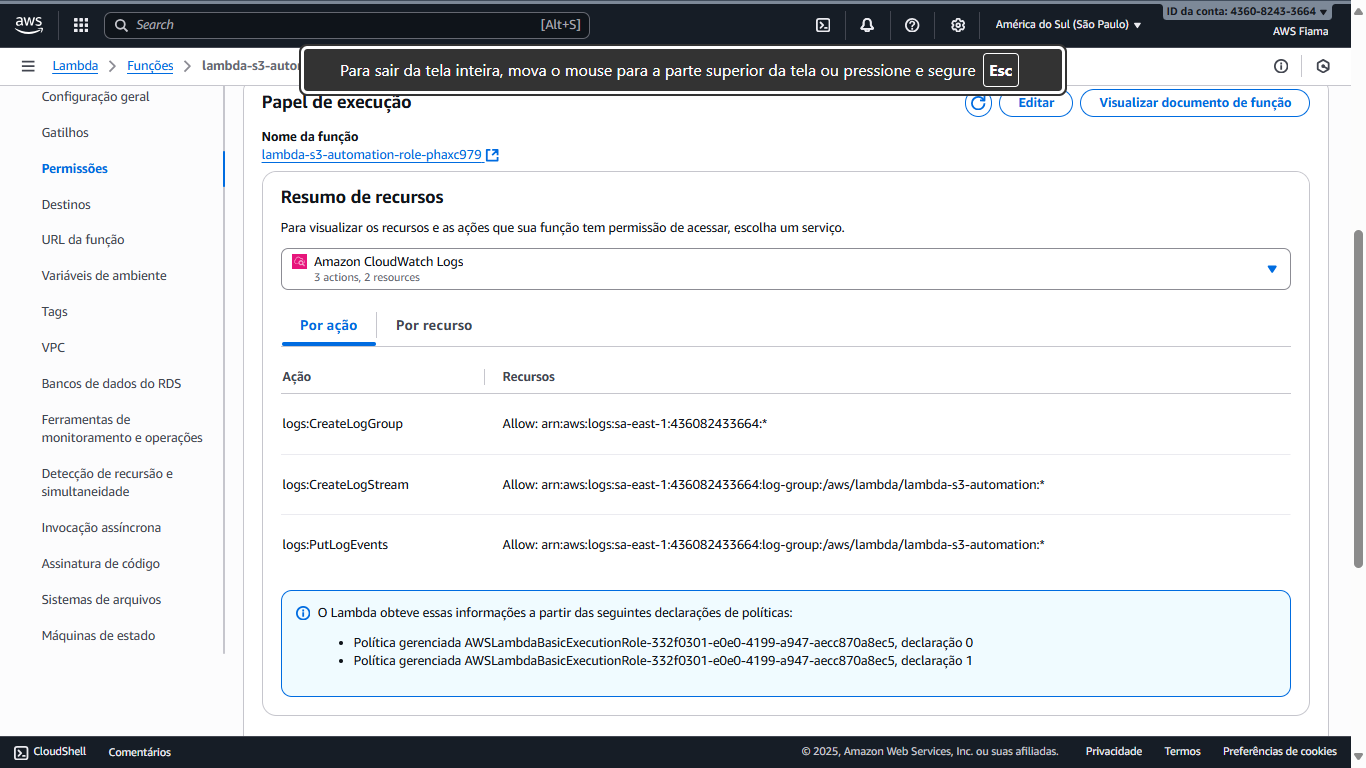 aws
Search
[Alt+S]
América do Sul (São Paulo)
ID da conta: 4360-8243-3664
AWS Fiama
Lambda
Funções
Para sair da tela inteira, mova o mouse para a parte superior da tela ou pressione e segure Esc
Configuração geral
Gatilhos
Permissões
Destinos
URL da função
Variáveis de ambiente
Tags
VPC
Bancos de dados do RDS
Ferramentas de
monitoramento e operações
Detecção de recursão e
simultaneidade
Invocação assíncrona
Assinatura de código
Sistemas de arquivos
Máquinas de estado
Papel de execução
Editar
Visualizar documento de função
Nome da função
lambda-s3-automation-role-phaxc979
Resumo de recursos
Para visualizar os recursos e as ações que sua função tem permissão de acessar, escolha um serviço.
Amazon CloudWatch Logs
3 actions, 2 resources
Por ação
Por recurso
Ação
Recursos
logs:CreateLogGroup
Allow: arn:aws:logs:sa-east-1:436082433664:*
logs:CreateLogStream
Allow: arn:aws:logs:sa-east-1:436082433664:log-group:/aws/lambda/lambda-s3-automation:*
logs:PutLogEvents
Allow: arn:aws:logs:sa-east-1:436082433664:log-group:/aws/lambda/lambda-s3-automation:*
O Lambda obteve essas informações a partir das seguintes declarações de políticas:
• Política gerenciada AWSLambdaBasicExecutionRole-332f0301-e0e0-4199-a947-aecc870a8ec5, declaração 0
• Política gerenciada AWSLambdaBasicExecutionRole-332f0301-e0e0-4199-a947-aecc870a8ec5, declaração 1
CloudShell
Comentários
© 2025, Amazon Web Services, Inc. ou suas afiliadas.
Privacidade
Termos
Preferências de cookies